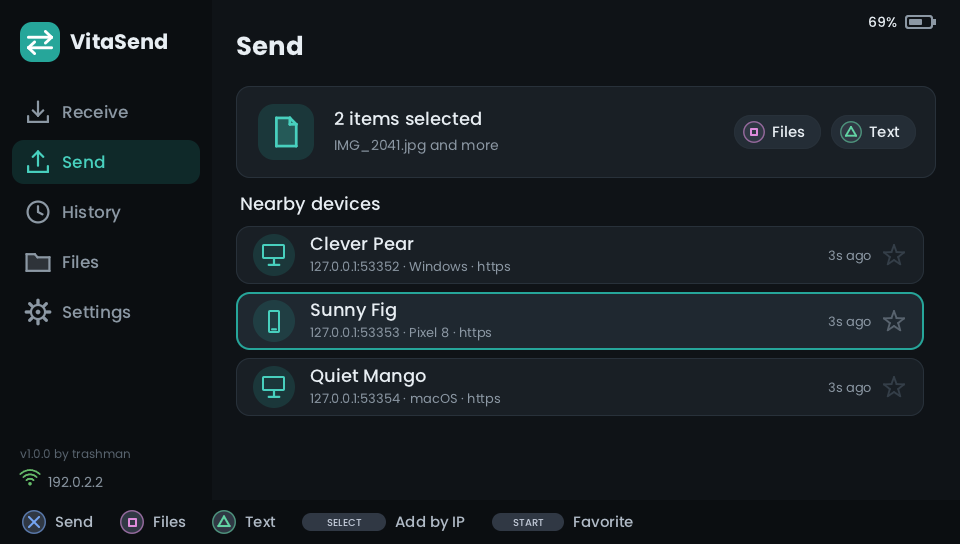 VitaSend
69%
Send
Receive
Send
History
Files
Settings
2 items selected
IMG_2041.jpg and more
Files
Text
Nearby devices
Clever Pear
127.0.0.1:53352 · Windows · https
3s ago
Sunny Fig
127.0.0.1:53353 · Pixel 8 · https
3s ago
Quiet Mango
127.0.0.1:53354 · macOS · https
3s ago
v1.0.0 by trashman
192.0.2.2
Send
Files
Text
SELECT
Add by IP
START
Favorite